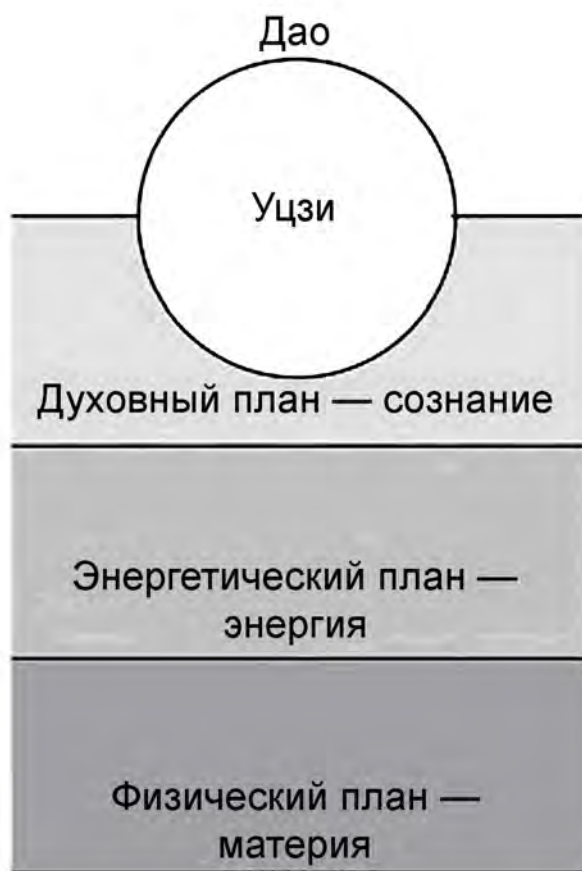 Дао
Уцзи
Духовный план — сознание
Энергетический план —
энергия
Физический план —
материя